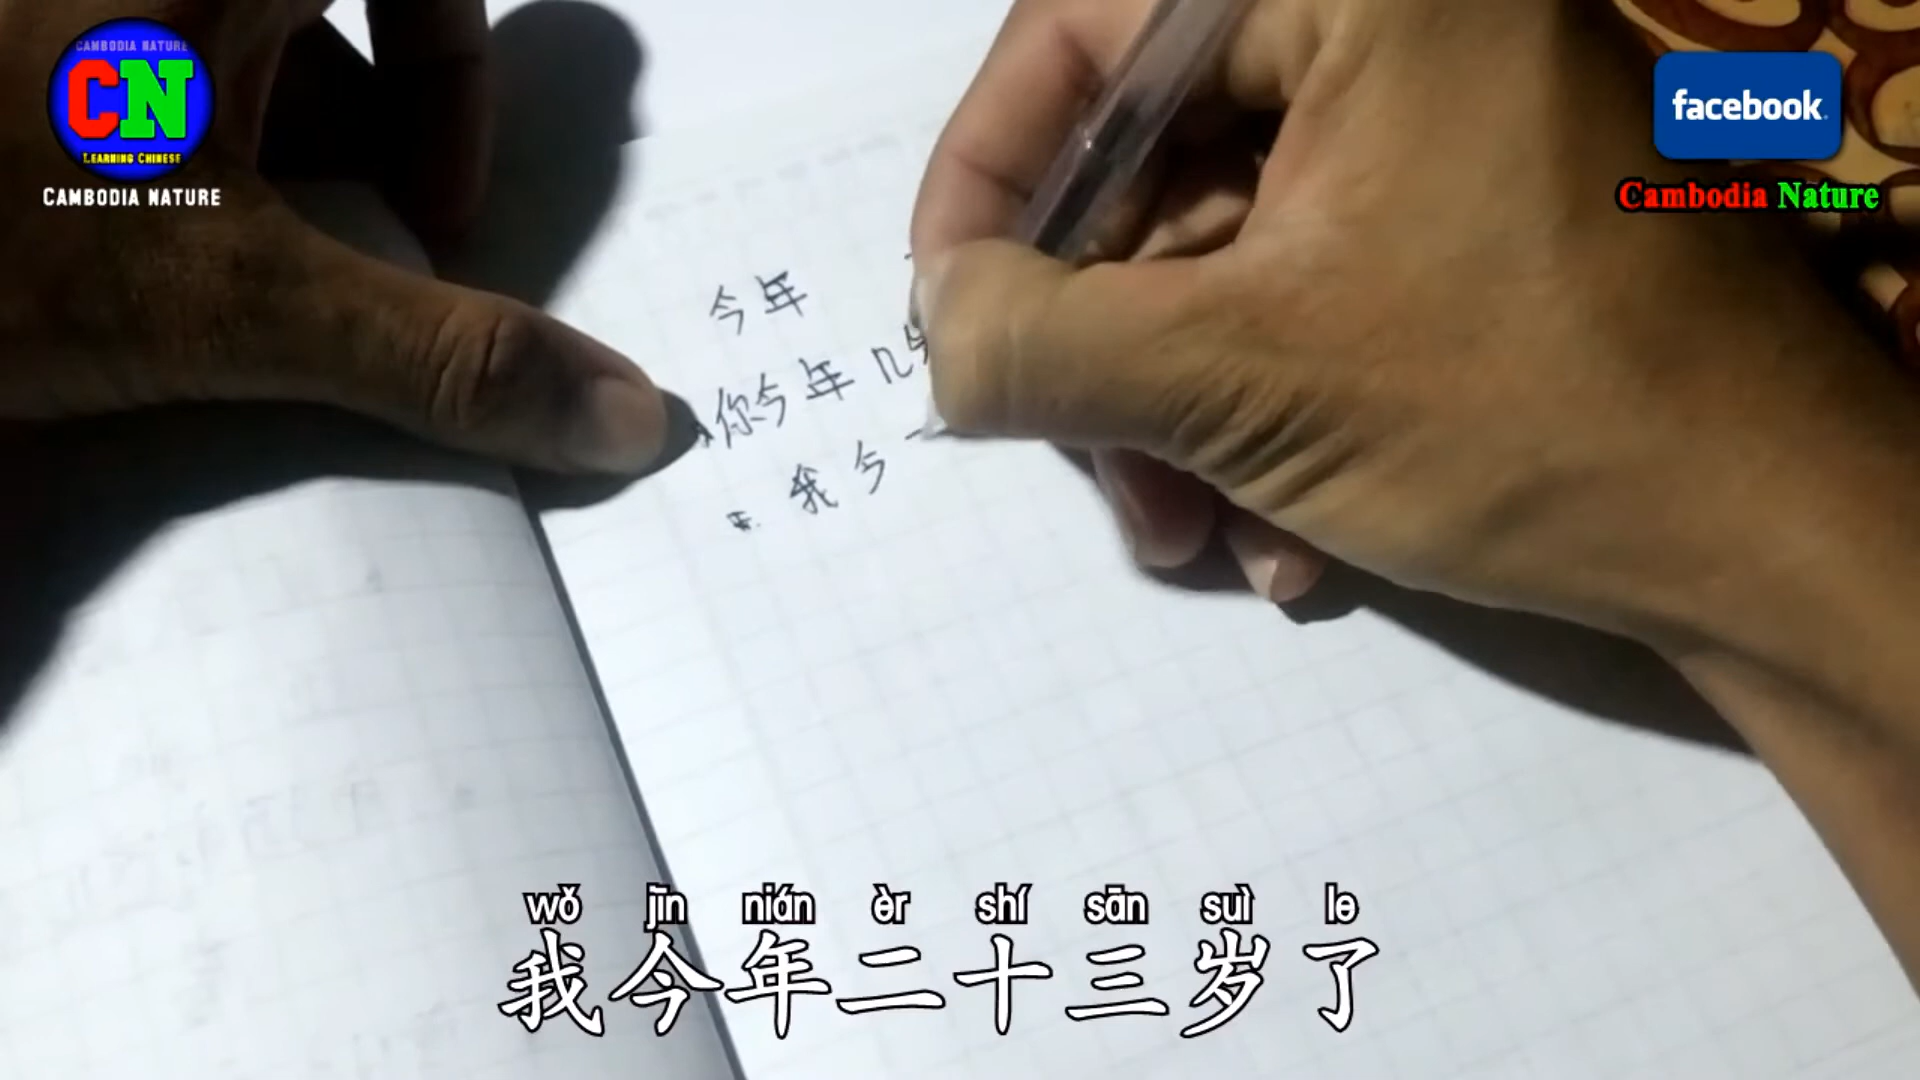 CAMBODIA NATURE
CN
LEARNING CHINESE
CAMBODIA NATURE
facebook
Cambodia Nature
今年
你今年几岁
我今
wǒ jīn nián èr shí sān suì le
我今年二十三岁了